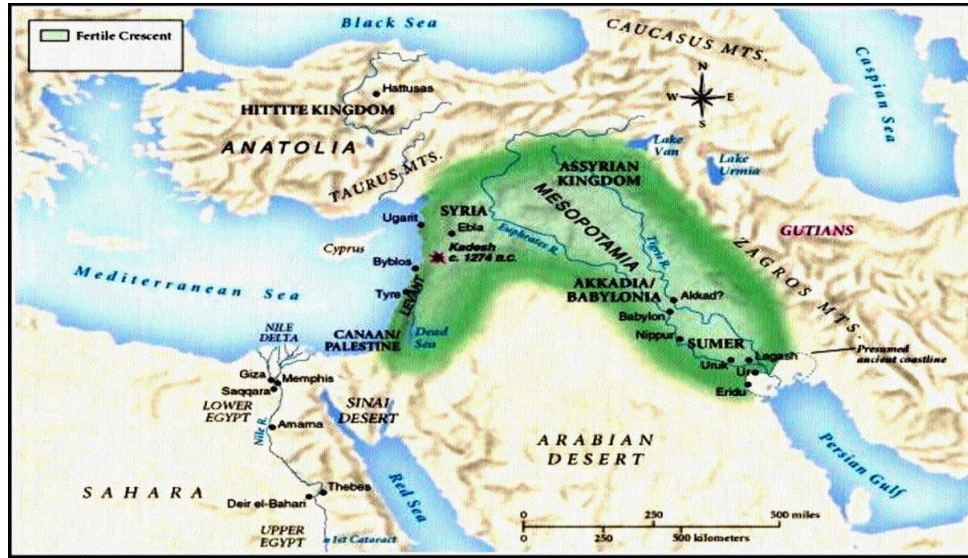 Fertile Crescent
Black Sea
CAUCASUS MTS.
Caspian Sea
N
W E
S
Hattusas
HITTITE KINGDOM
ANATOLIA
TAURUS MTS.
Lake
Van
Lake
Urmia
ASSYRIAN
KINGDOM
MESOPOTAMIA
SYRIA
Ugarit
Ebla
Euphrates R.
Tigris R.
GUTIANS
ZAGROS MTS.
Cyprus
Kadesh
c. 1274 B.C.
Byblos
Mediterranean Sea
Tyre
LEVANT
AKKADIA/
BABYLONIA
Akkad?
Babylon
CANAAN/
PALESTINE
Dead
Sea
Nippur
SUMER
Uruk
Lagash
Ur
Eridu
Presumed
ancient coastline
NILE
DELTA
Giza
Memphis
Saqqara
LOWER
EGYPT
SINAI
DESERT
Nile R.
Amarna
ARABIAN
DESERT
Persian Gulf
SAHARA
Thebes
Deir el-Bahari
Red Sea
UPPER
EGYPT
1st Cataract
0 250 500 miles
0 250 500 kilometers